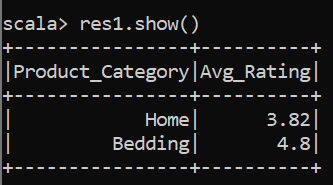 scala> res1.show()
+----------------+----------+
|Product_Category|Avg_Rating|
+----------------+----------+
|            Home|      3.82|
|         Bedding|       4.8|
+----------------+----------+